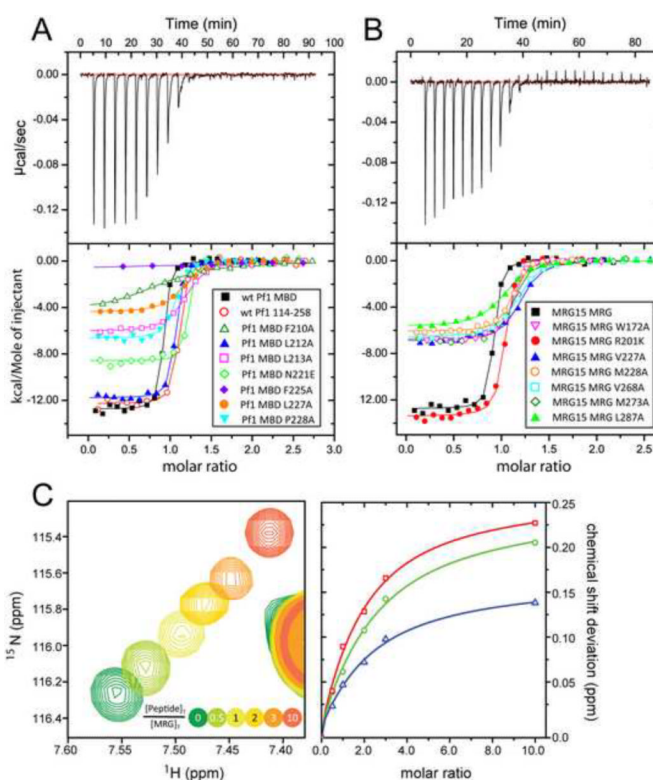 A
Time (min)
0 10 20 30 40 50 60 70 80 90 100
0.00
-0.04
-0.08
-0.12
µcal/sec
0.00
-4.00
-8.00
-12.00
kcal/Mole of injectant
wt Pf1 MBD
wt Pf1 114-258
Pf1 MBD F210A
Pf1 MBD L212A
Pf1 MBD L213A
Pf1 MBD N221E
Pf1 MBD F225A
Pf1 MBD L227A
Pf1 MBD P228A
0.0 0.5 1.0 1.5 2.0 2.5 3.0
molar ratio
B
Time (min)
0 20 40 60 80
0.00
-0.04
-0.08
-0.12
0.00
-4.00
-8.00
-12.00
MRG15 MRG
MRG15 MRG W172A
MRG15 MRG R201K
MRG15 MRG V227A
MRG15 MRG M228A
MRG15 MRG V268A
MRG15 MRG M273A
MRG15 MRG L287A
0.0 0.5 1.0 1.5 2.0 2.5
molar ratio
C
115.4
115.6
115.8
116.0
116.2
116.4
15N (ppm)
[Peptide]T
[MRG]T
0 0.5 1 2 3 10
7.60 7.55 7.50 7.45 7.40
1H (ppm)
0.25
0.20
0.15
0.10
0.05
0.00
chemical shift deviation (ppm)
0.0 2.0 4.0 6.0 8.0 10.0
molar ratio